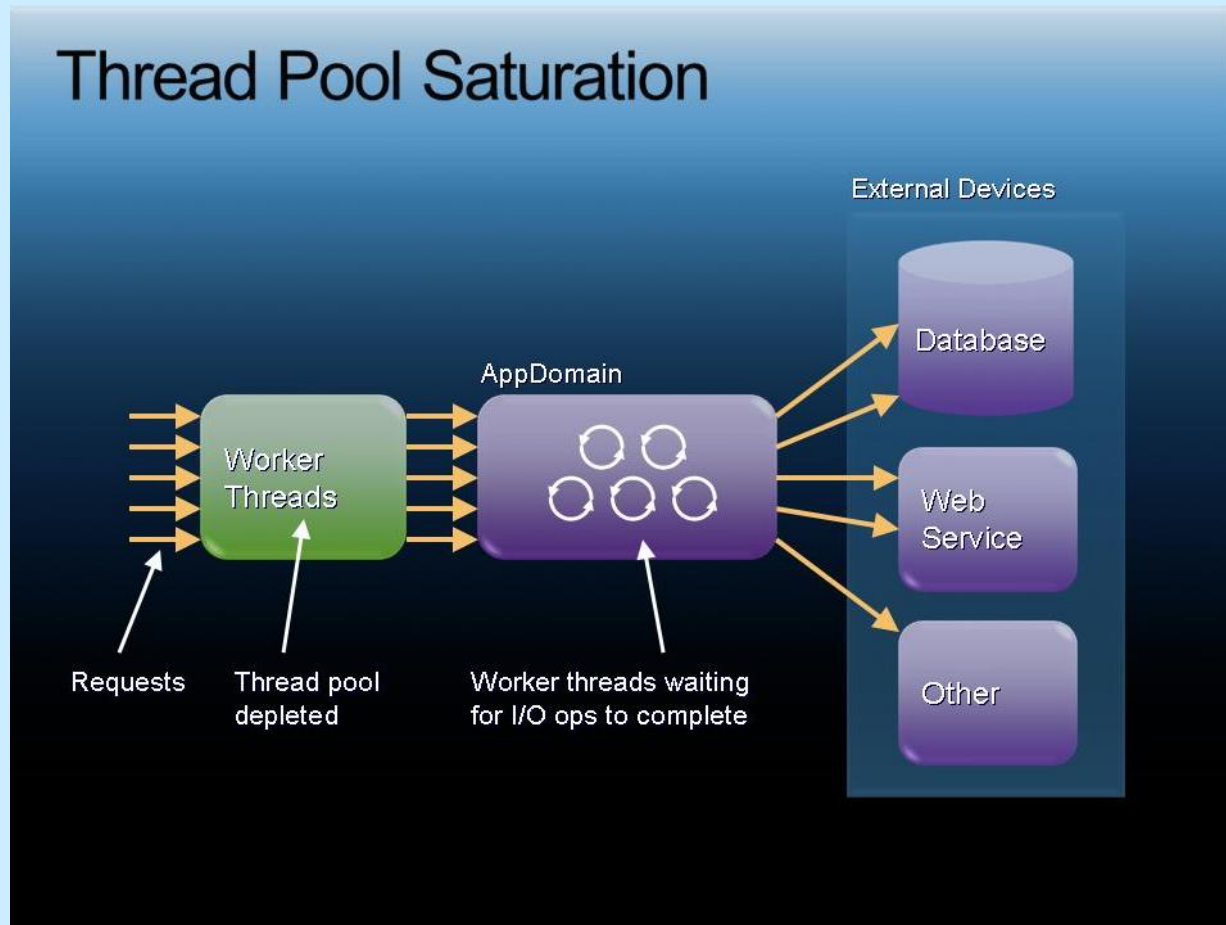 Thread Pool Saturation
External Devices
Database
AppDomain
Worker
Threads
Web
Service
Requests
Thread pool
depleted
Worker threads waiting
for I/O ops to complete
Other